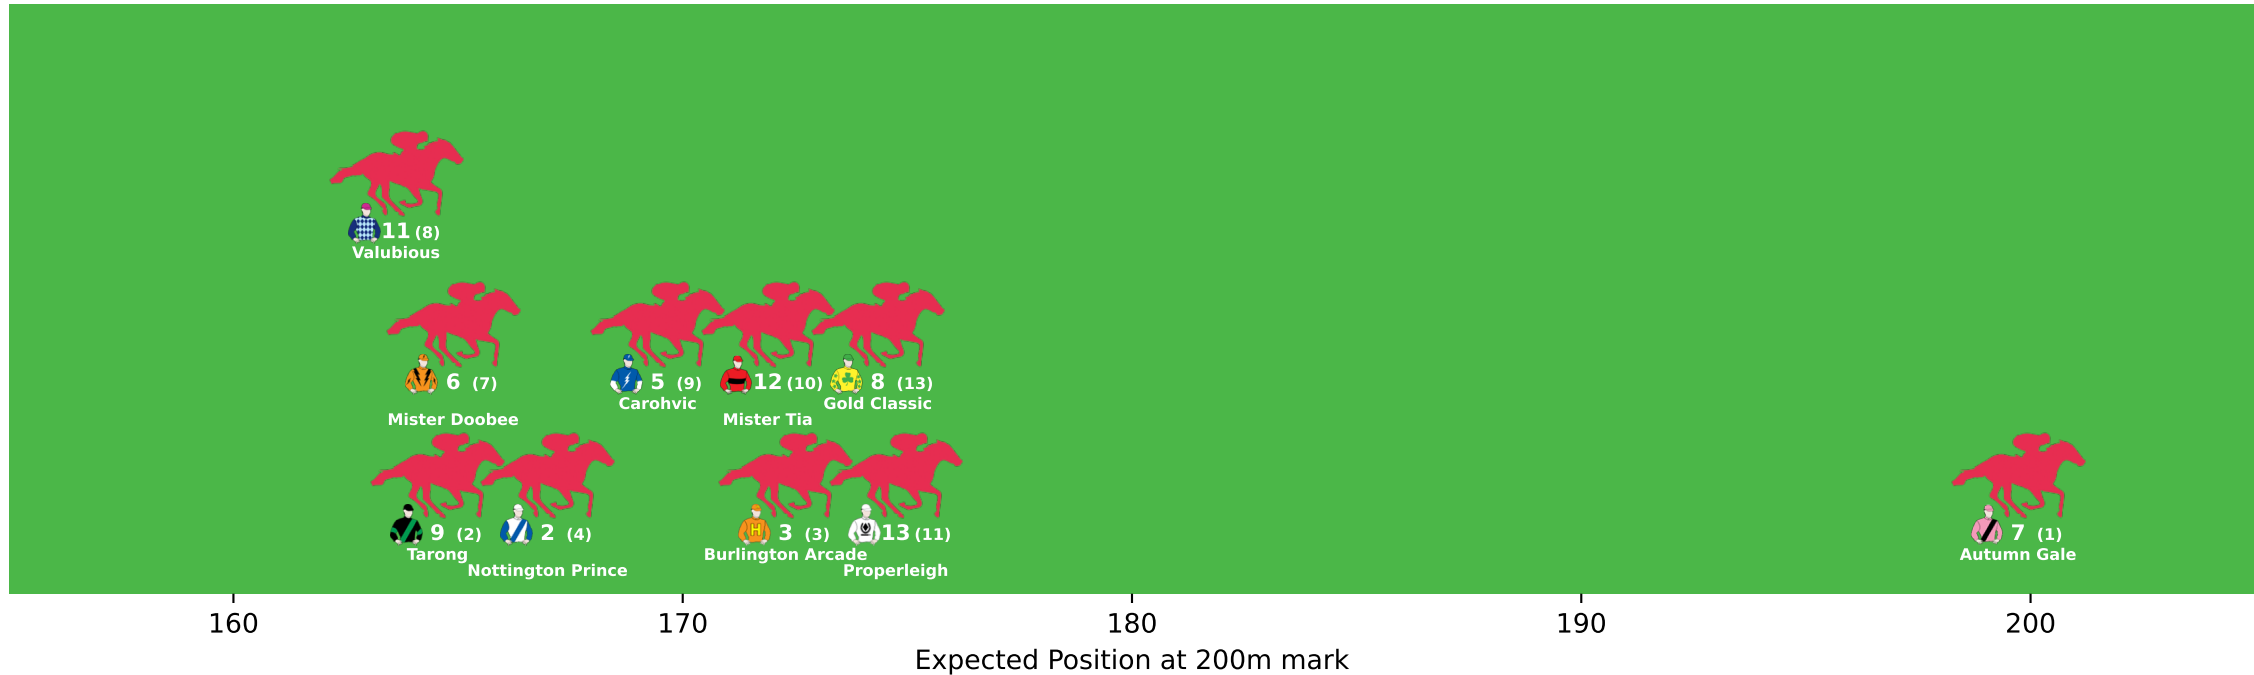 11 (8)
Valubious
6 (7)
Mister Doobee
5 (9)
Carohvic
12 (10)
Mister Tia
8 (13)
Gold Classic
9 (2)
Tarong
2 (4)
Nottington Prince
H
3 (3)
Burlington Arcade
13 (11)
Properleigh
7 (1)
Autumn Gale
160 170 180 190 200
Expected Position at 200m mark